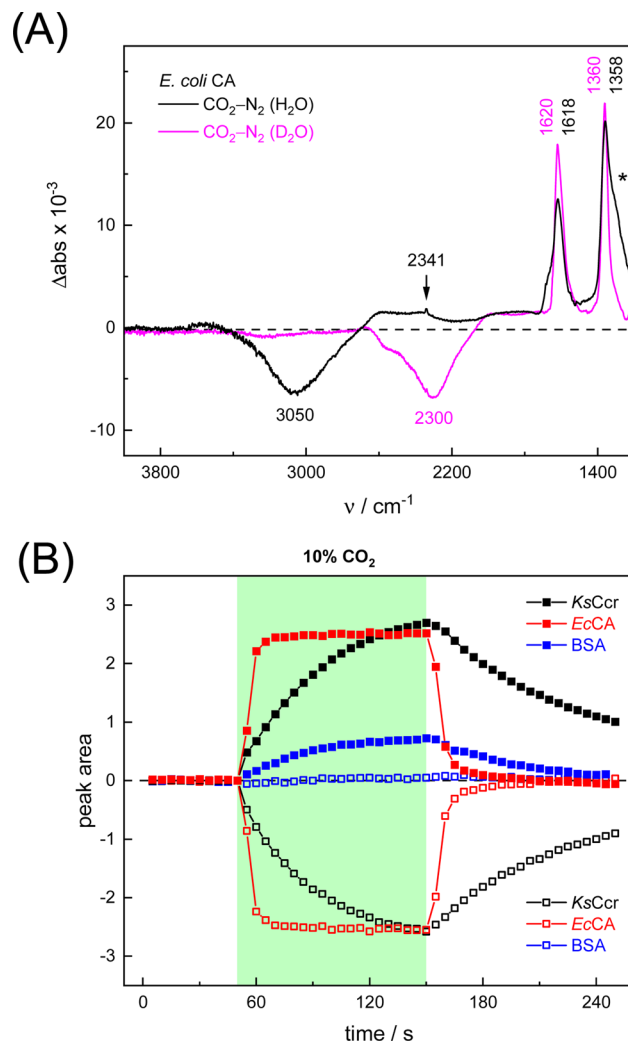 (A)
E. coli CA
CO₂–N₂ (H₂O)
CO₂–N₂ (D₂O)
1620
1618
1360
1358
*
2341
3050
2300
20
10
0
-10
Δabs x 10⁻³
3800
3000
2200
1400
ν / cm⁻¹
(B)
10% CO₂
KsCcr
EcCA
BSA
3
2
1
0
-1
-2
-3
peak area
KsCcr
EcCA
BSA
0
60
120
180
240
time / s